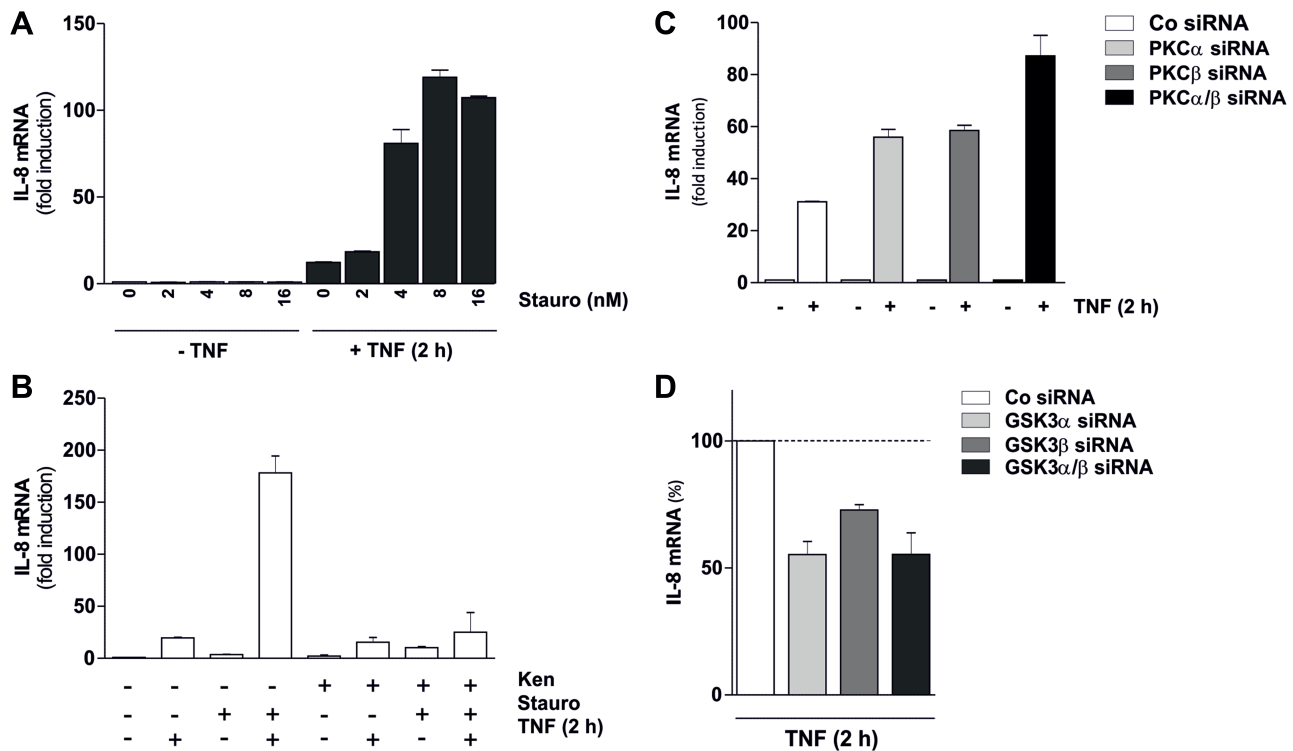 A
150
100
50
0
IL-8 mRNA
(fold induction)
0 2 4 8 16 0 2 4 8 16
Stauro (nM)
- TNF + TNF (2 h)
B
250
200
150
100
50
0
IL-8 mRNA
(fold induction)
- - - - + + + + Ken
- - + + - - + + Stauro
- + - + - + - + TNF (2 h)
C
100
80
60
40
20
0
IL-8 mRNA
(fold induction)
- + - + - + - + TNF (2 h)
Co siRNA
PKCα siRNA
PKCβ siRNA
PKCα/β siRNA
D
100
50
0
IL-8 mRNA (%)
TNF (2 h)
Co siRNA
GSK3α siRNA
GSK3β siRNA
GSK3α/β siRNA